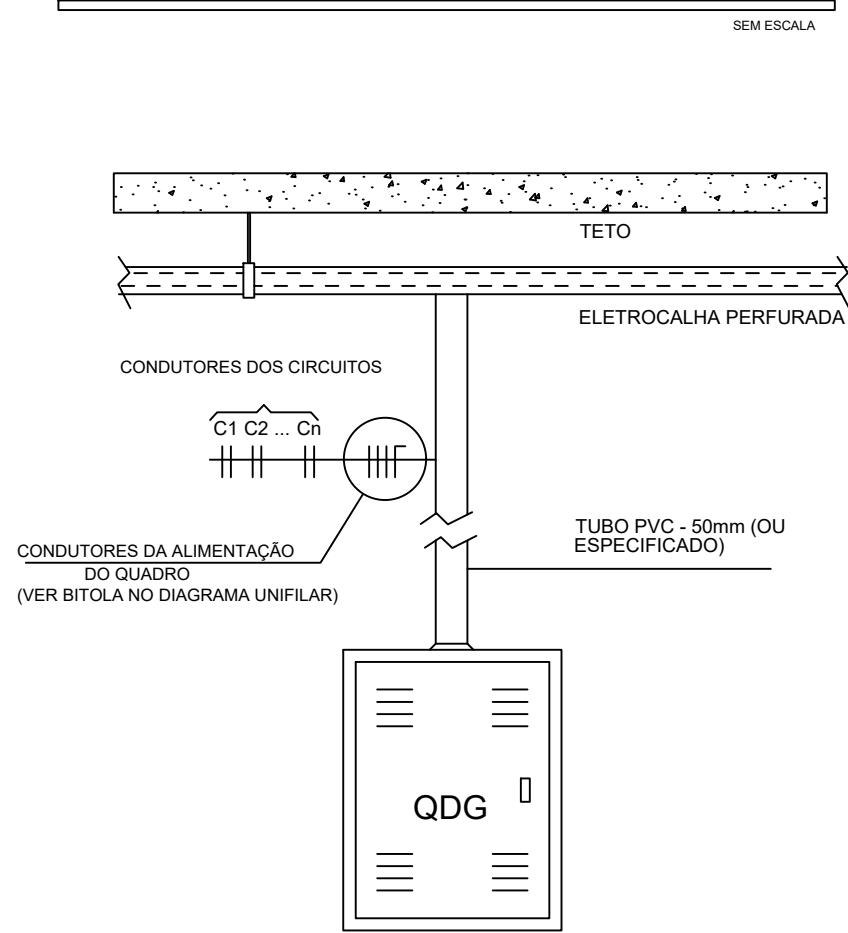 SEM ESCALA
TETO
ELETROCALHA PERFURADA
CONDUTORES DOS CIRCUITOS
C1 C2 ... Cn
CONDUTORES DA ALIMENTAÇÃO
DO QUADRO
(VER BITOLA NO DIAGRAMA UNIFILAR)
TUBO PVC - 50mm (OU
ESPECIFICADO)
QDG